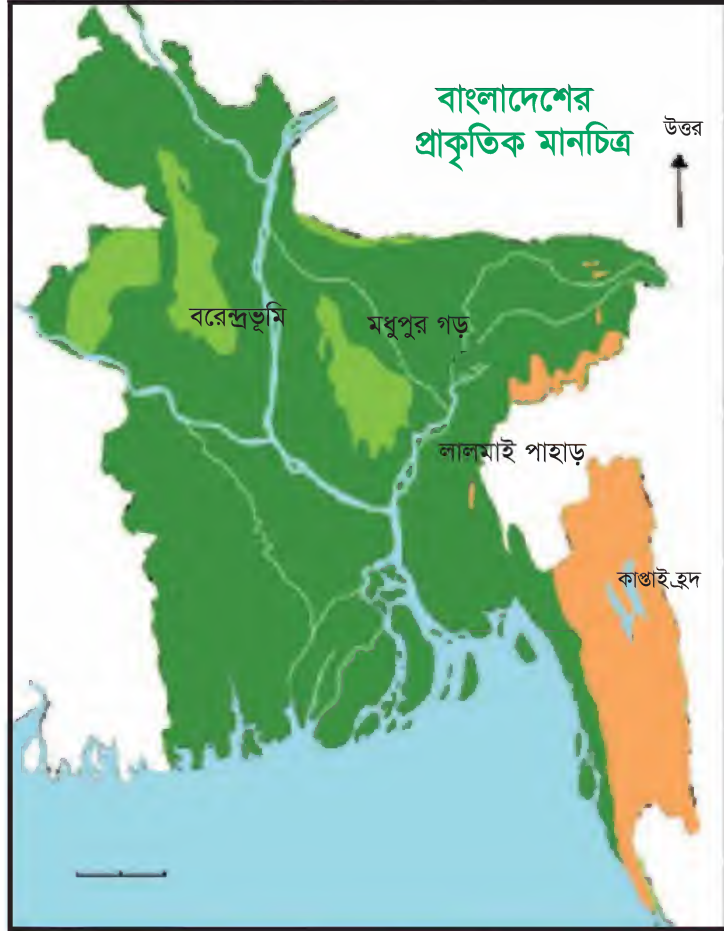 বাংলাদেশের
প্রাকৃতিক মানচিত্র
উত্তর
বরেন্দ্রভূমি
মধুপুর গড়
লালমাই পাহাড়
কাপ্তাই হ্রদ